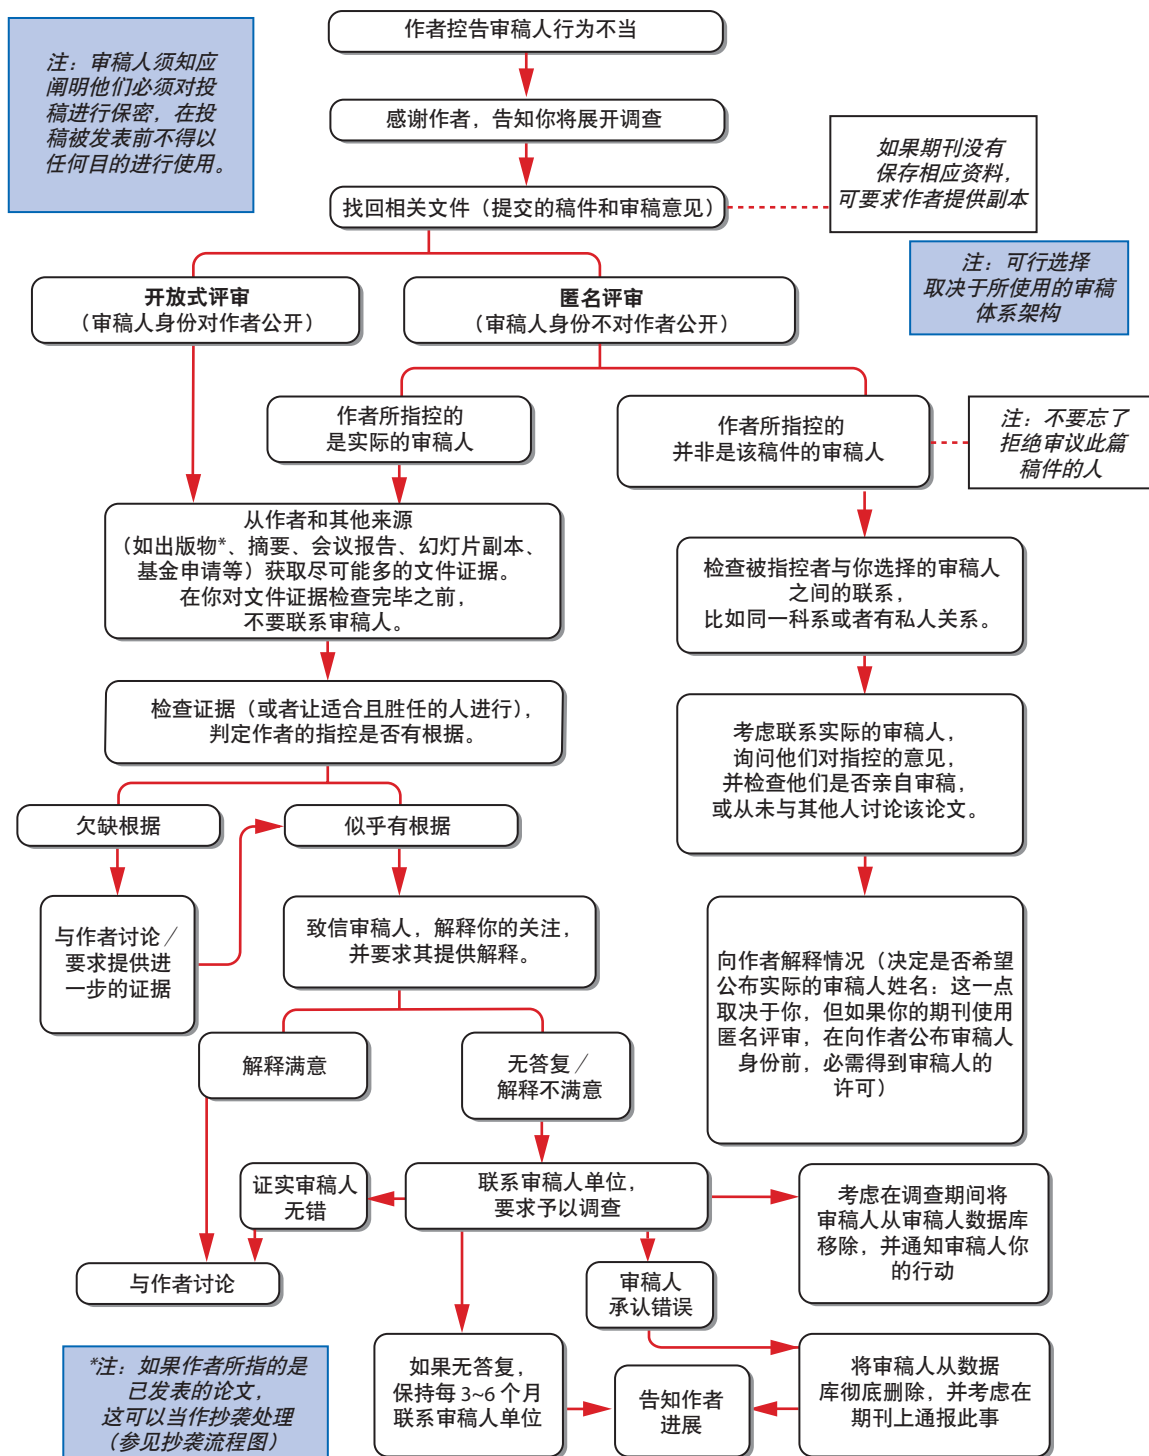 作者控告审稿人行为不当
注：审稿人须知应
阐明他们必须对投
稿进行保密，在投
稿被发表前不得以
任何目的进行使用。
感谢作者，告知你将展开调查
如果期刊没有
保存相应资料，
可要求作者提供副本
找回相关文件（提交的稿件和审稿意见）
注：可行选择
取决于所使用的审稿
体系架构
开放式评审
（审稿人身份对作者公开）
匿名评审
（审稿人身份不对作者公开）
作者所指控的
是实际的审稿人
作者所指控的
并非是该稿件的审稿人
注：不要忘了
拒绝审议此篇
稿件的人
从作者和其他来源
（如出版物*、摘要、会议报告、幻灯片副本、
基金申请等）获取尽可能多的文件证据。
在你对文件证据检查完毕之前，
不要联系审稿人。
检查被指控者与你选择的审稿人
之间的联系，
比如同一科系或者有私人关系。
检查证据（或者让适合且胜任的人进行），
判定作者的指控是否有根据。
考虑联系实际的审稿人，
询问他们对指控的意见，
并检查他们是否亲自审稿，
或从未与其他人讨论该论文。
欠缺根据
似乎有根据
与作者讨论／
要求提供进
一步的证据
致信审稿人，解释你的关注，
并要求其提供解释。
向作者解释情况（决定是否希望
公布实际的审稿人姓名：这一点
取决于你，但如果你的期刊使用
匿名评审，在向作者公布审稿人
身份前，必需得到审稿人的
许可）
解释满意
无答复／
解释不满意
证实审稿人
无错
联系审稿人单位，
要求予以调查
考虑在调查期间将
审稿人从审稿人数据库
移除，并通知审稿人你
的行动
与作者讨论
审稿人
承认错误
*注：如果作者所指的是
已发表的论文，
这可以当作抄袭处理
（参见抄袭流程图）
如果无答复，
保持每 3~6 个月
联系审稿人单位
告知作者
进展
将审稿人从数据
库彻底删除，并考虑在
期刊上通报此事